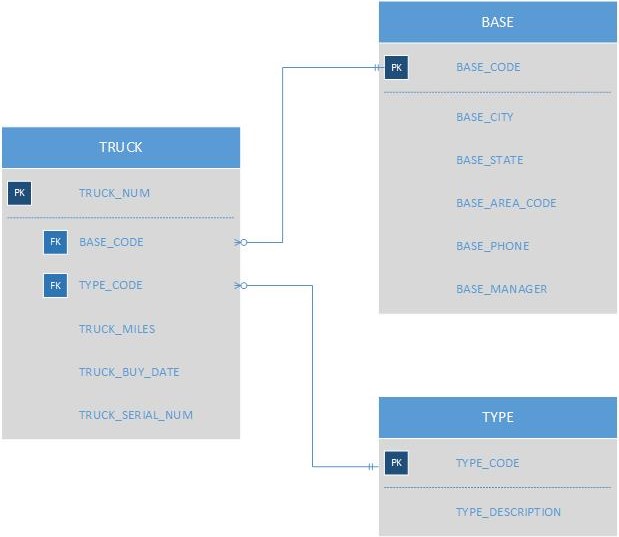 BASE
PK BASE_CODE
BASE_CITY
BASE_STATE
BASE_AREA_CODE
BASE_PHONE
BASE_MANAGER
TRUCK
PK TRUCK_NUM
FK BASE_CODE
FK TYPE_CODE
TRUCK_MILES
TRUCK_BUY_DATE
TRUCK_SERIAL_NUM
TYPE
PK TYPE_CODE
TYPE_DESCRIPTION